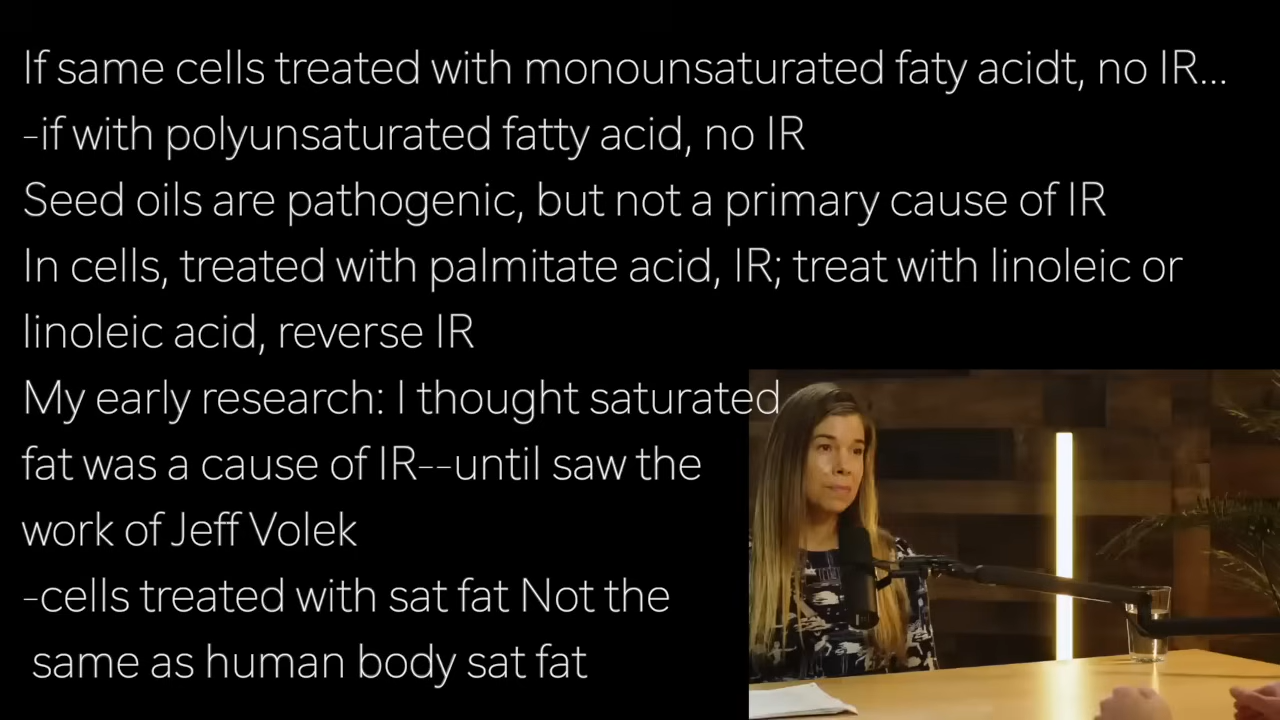 If same cells treated with monounsaturated faty acidt, no IR...
-if with polyunsaturated fatty acid, no IR
Seed oils are pathogenic, but not a primary cause of IR
In cells, treated with palmitate acid, IR; treat with linoleic or
linoleic acid, reverse IR
My early research: I thought saturated
fat was a cause of IR--until saw the
work of Jeff Volek
-cells treated with sat fat Not the
same as human body sat fat